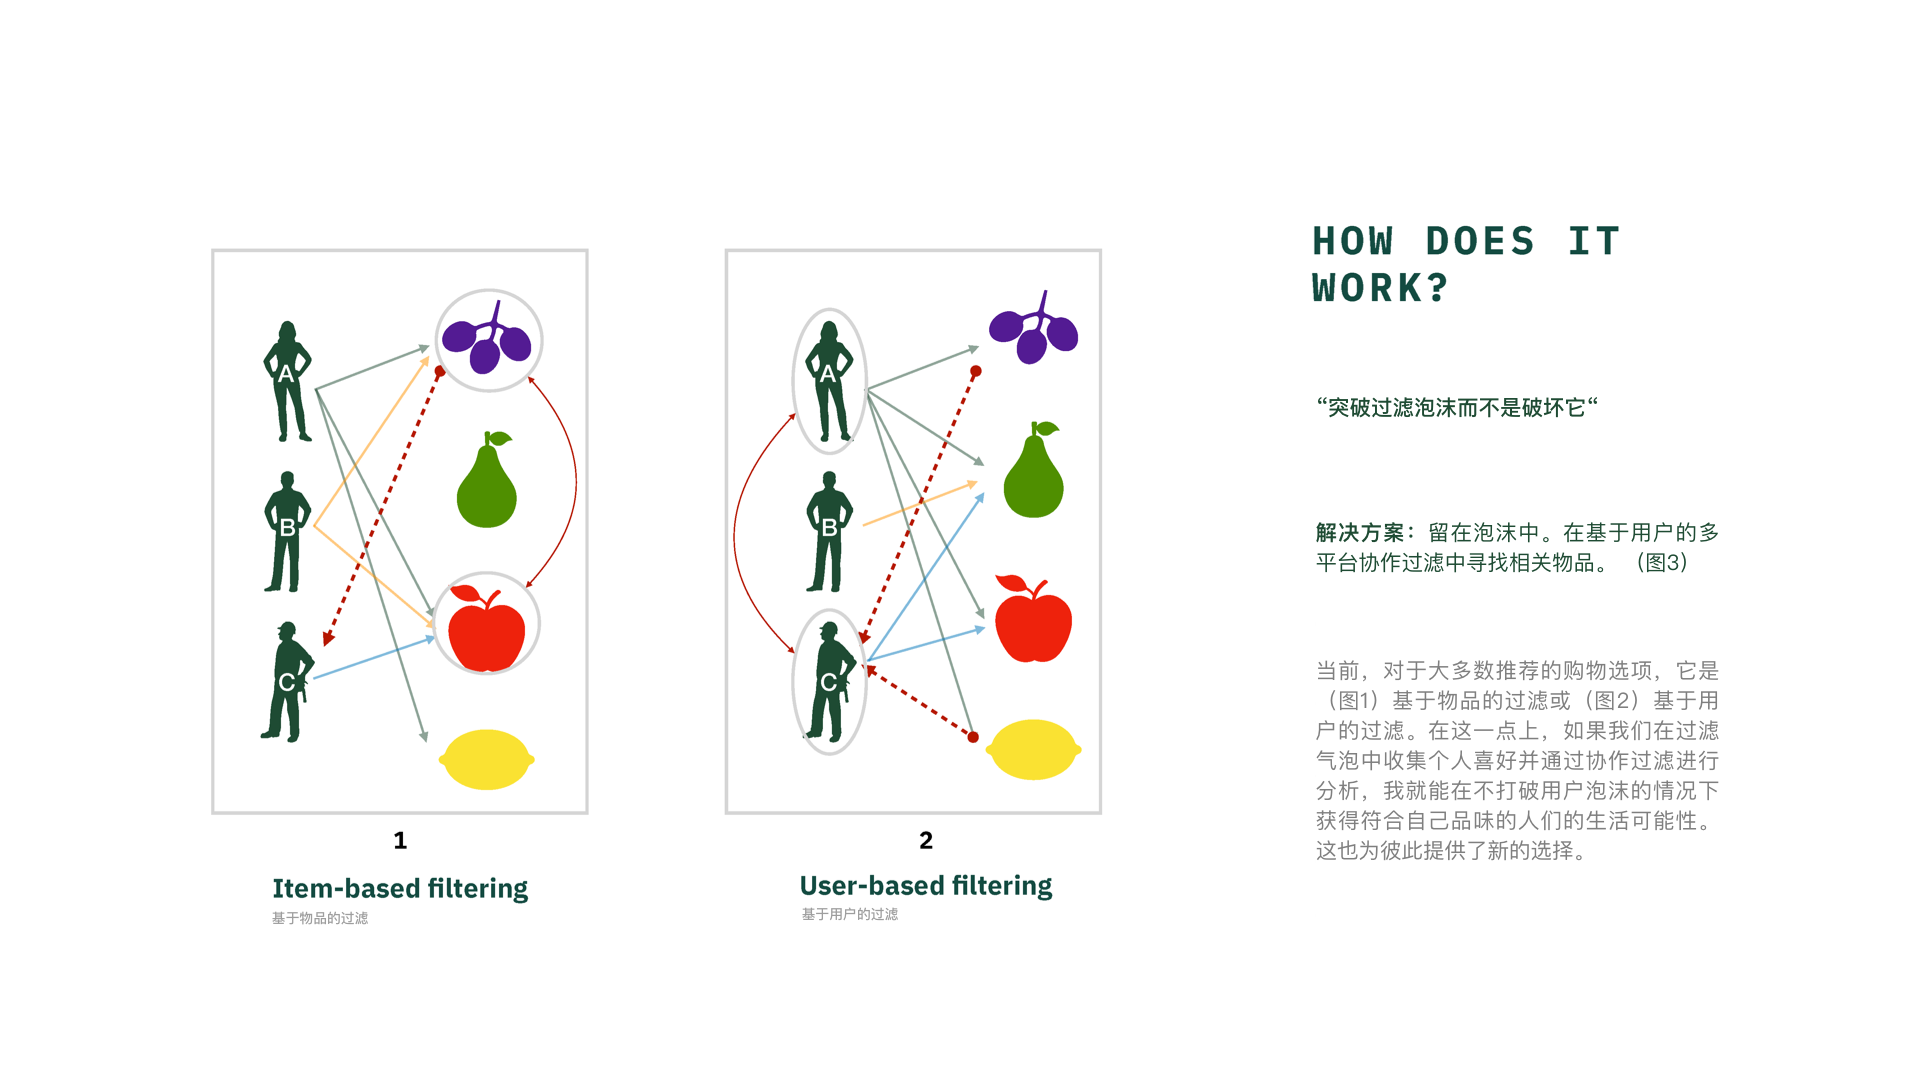 A
B
C
1
Item-based filtering
基于物品的过滤
A
B
C
2
User-based filtering
基于用户的过滤
HOW DOES IT
WORK?
“突破过滤泡沫而不是破坏它“
解决方案：留在泡沫中。在基于用户的多
平台协作过滤中寻找相关物品。 （图3）
当前，对于大多数推荐的购物选项，它是
（图1）基于物品的过滤或（图2）基于用
户的过滤。在这一点上，如果我们在过滤
气泡中收集个人喜好并通过协作过滤进行
分析，我就能在不打破用户泡沫的情况下
获得符合自己品味的人们的生活可能性。
这也为彼此提供了新的选择。